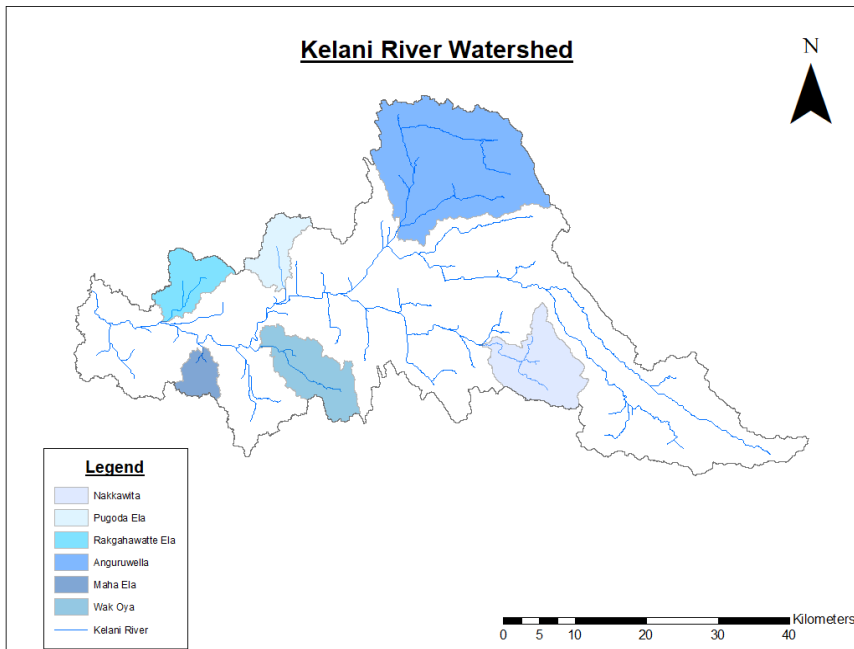 Kelani River Watershed
N
Legend
Nakkawita
Pugoda Ela
Rakgahawatte Ela
Anguruwella
Maha Ela
Wak Oya
Kelani River
Kilometers
0 5 10 20 30 40